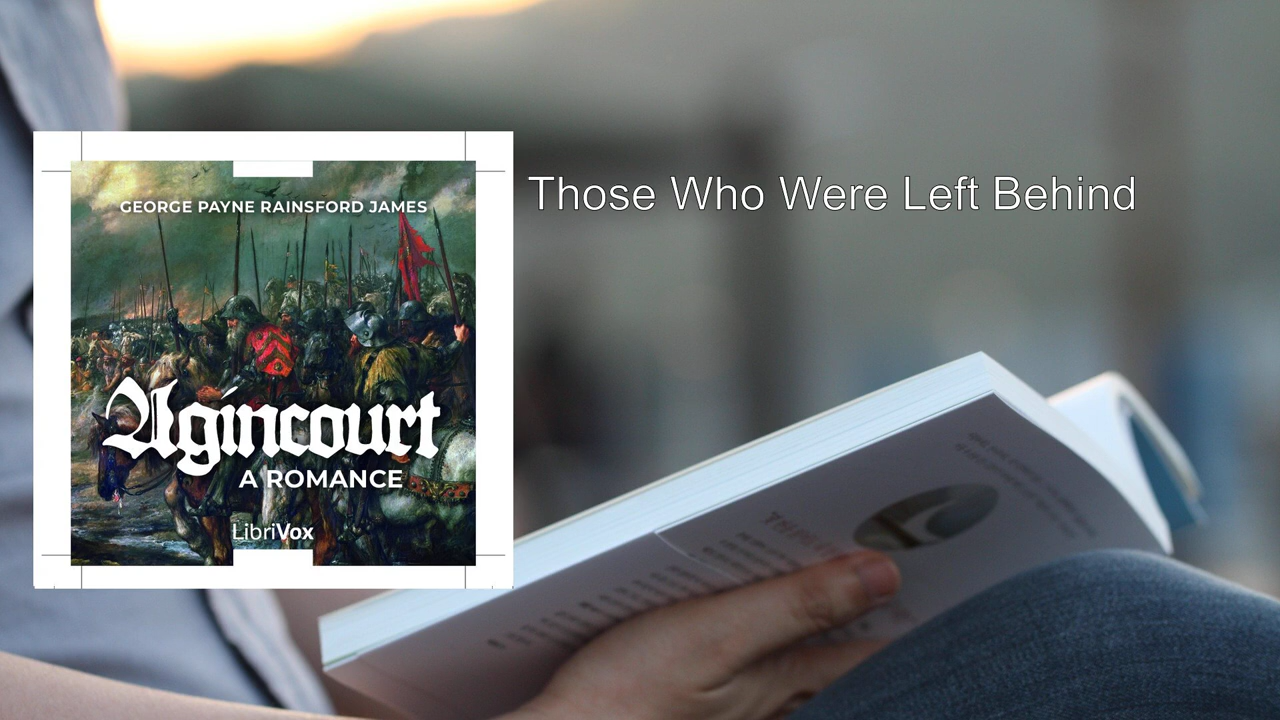 GEORGE PAYNE RAINSFORD JAMES
Agincourt
A ROMANCE
LibriVox
Those Who Were Left Behind